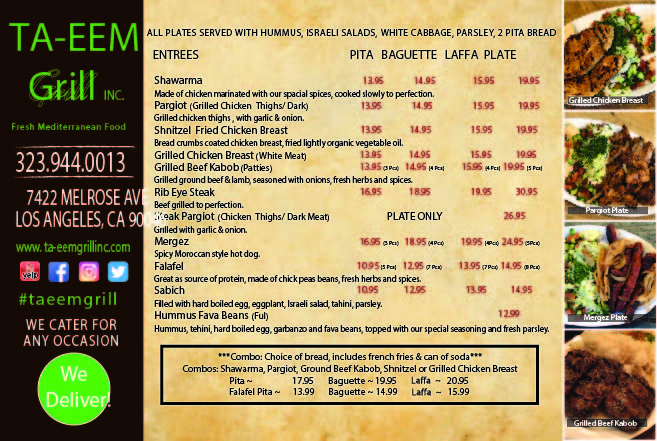 TA-EEM
Grill INC.
Fresh Mediterranean Food
323.944.0013
7422 MELROSE AVE
LOS ANGELES, CA
www.ta-eemgrillinc.com
yelp
#taeemgrill
WE CATER FOR
ANY OCCASION
We
Deliver!
ALL PLATES SERVED WITH HUMMUS, ISRAELI SALADS, WHITE CABBAGE, PARSLEY, 2 PITA BREAD
ENTREES PITA BAGUETTE LAFFA PLATE
Shawarma 13.95 14.95 15.95 19.95
Made of chicken marinated with our spacial spices, cooked slowly to perfection.
Pargiot (Grilled Chicken Thighs/ Dark) 13.95 14.95 15.95 19.95
Grilled chicken thighs , with garlic & onion.
Shnitzel Fried Chicken Breast 13.95 14.95 15.95 19.95
Bread crumbs coated chicken breast, fried lightly organic vegetable oil.
Grilled Chicken Breast (White Meat) 13.95 14.95 15.95 19.95
Grilled Beef Kabob (Patties) 13.95 (3 Pcs) 14.95 (4 Pcs) 15.95 (4 Pcs) 19.95 (5 Pcs)
Grilled ground beef & lamb, seasoned with onions, fresh herbs and spices.
Rib Eye Steak 16.95 18.95 19.95 30.95
Beef grilled to perfection.
Steak Pargiot (Chicken Thighs/ Dark Meat) PLATE ONLY 26.95
Grilled with garlic & onion.
Mergez 16.95 (3 Pcs) 18.95 (4 Pcs) 19.95 (4Pcs) 24.95 (5Pcs)
Spicy Moroccan style hot dog.
Falafel 10.95 (5 Pcs) 12.95 (7 Pcs) 13.95 (7 Pcs) 14.95 (8 Pcs)
Great as source of protein, made of chick peas beans, fresh herbs and spices.
Sabich 10.95 12.95 13.95 14.95
Filled with hard boiled egg, eggplant, Israeli salad, tahini, parsley.
Hummus Fava Beans (Ful) 12.99
Hummus, tehini, hard boiled egg, garbanzo and fava beans, topped with our special seasoning and fresh parsley.
***Combo: Choice of bread, includes french fries & can of soda***
Combos: Shawarma, Pargiot, Ground Beef Kabob, Shnitzel or Grilled Chicken Breast
Pita ~ 17.95 Baguette ~ 19.95 Laffa ~ 20.95
Falafel Pita ~ 13.99 Baguette ~ 14.99 Laffa ~ 15.99
Grilled Chicken Breast
Pargiot Plate
Mergez Plate
Grilled Beef Kabob